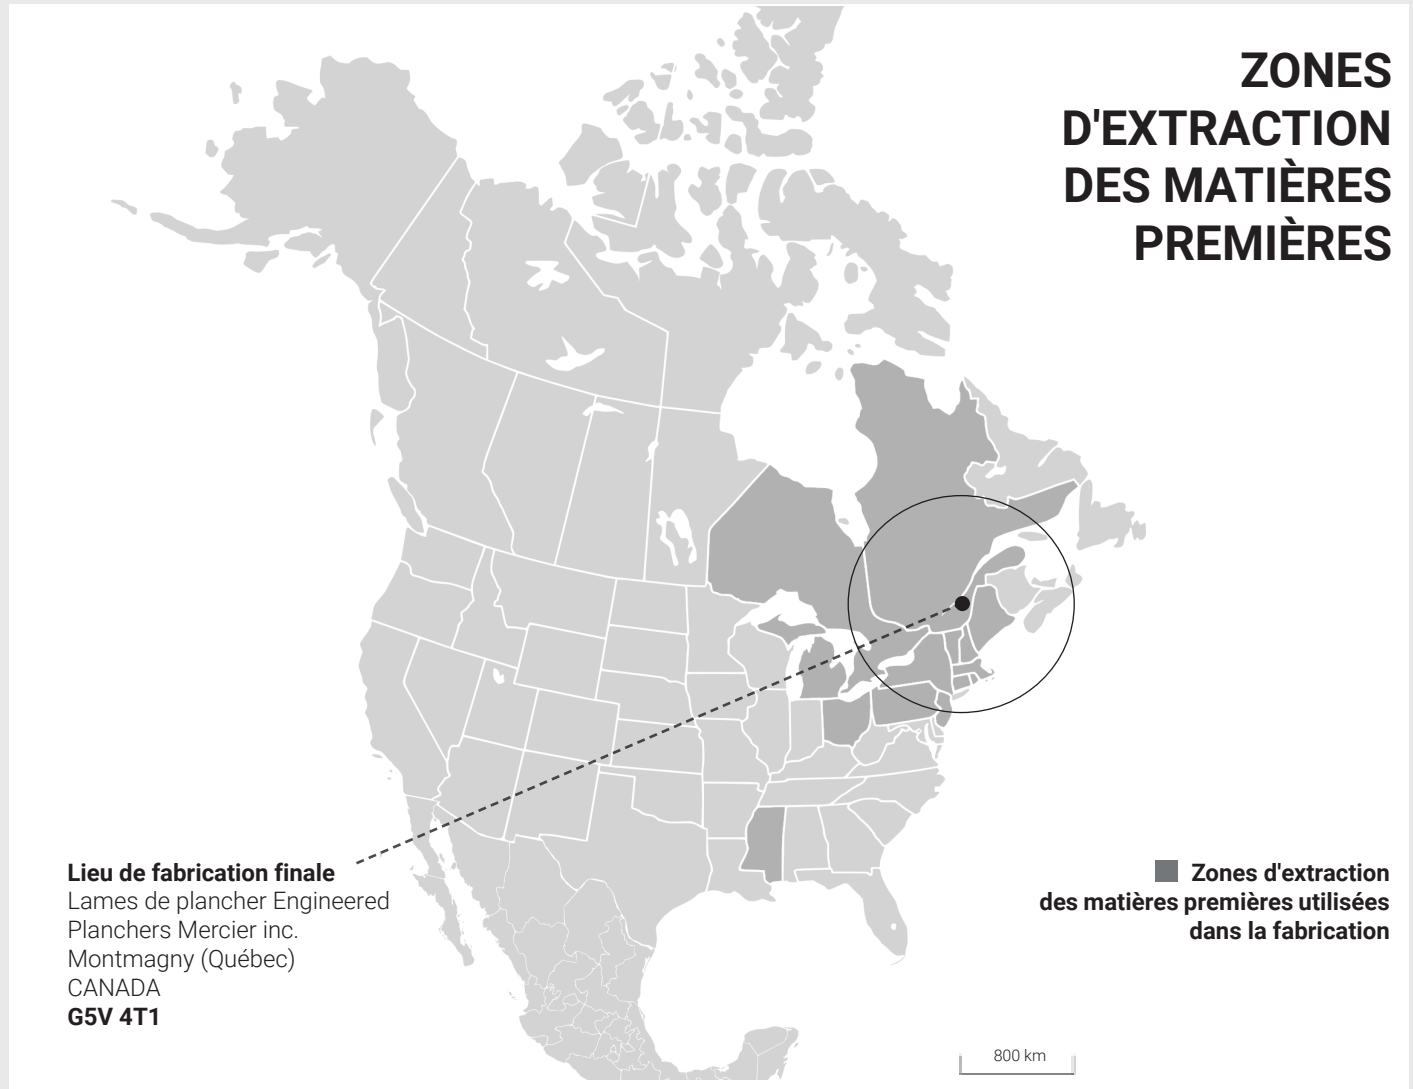 ZONES
D'EXTRACTION
DES MATIÈRES
PREMIÈRES
Lieu de fabrication finale
Lames de plancher Engineered
Planchers Mercier inc.
Montmagny (Québec)
CANADA
G5V 4T1
Zones d'extraction
des matières premières utilisées
dans la fabrication
800 km